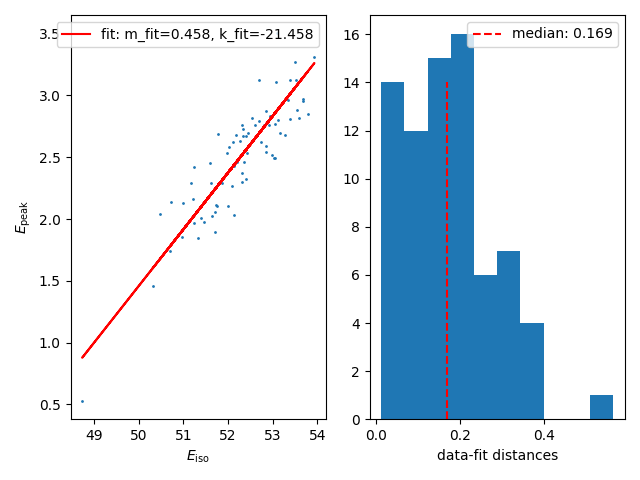 fit: m_fit=0.458, k_fit=-21.458
3.5
3.0
2.5
2.0
1.5
1.0
0.5
E_peak
49 50 51 52 53 54
E_iso
median: 0.169
16
14
12
10
8
6
4
2
0
0.0 0.2 0.4
data-fit distances